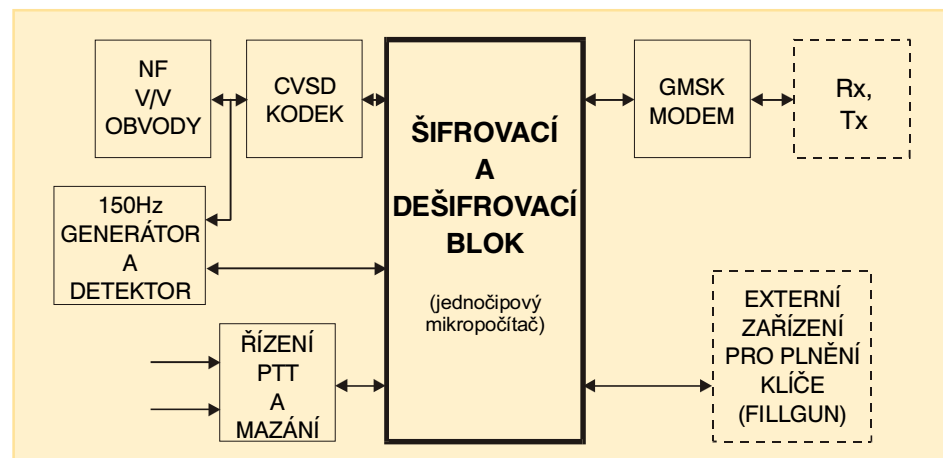 NF
V/V
OBVODY
CVSD
KODEK
ŠIFROVACÍ
A
DEŠIFROVACÍ
BLOK
(jednočipový
mikropočítač)
GMSK
MODEM
Rx,
Tx
150Hz
GENERÁTOR
A
DETEKTOR
ŘÍZENÍ
PTT
A
MAZÁNÍ
EXTERNÍ
ZAŘÍZENÍ
PRO PLNĚNÍ
KLÍČE
(FILLGUN)